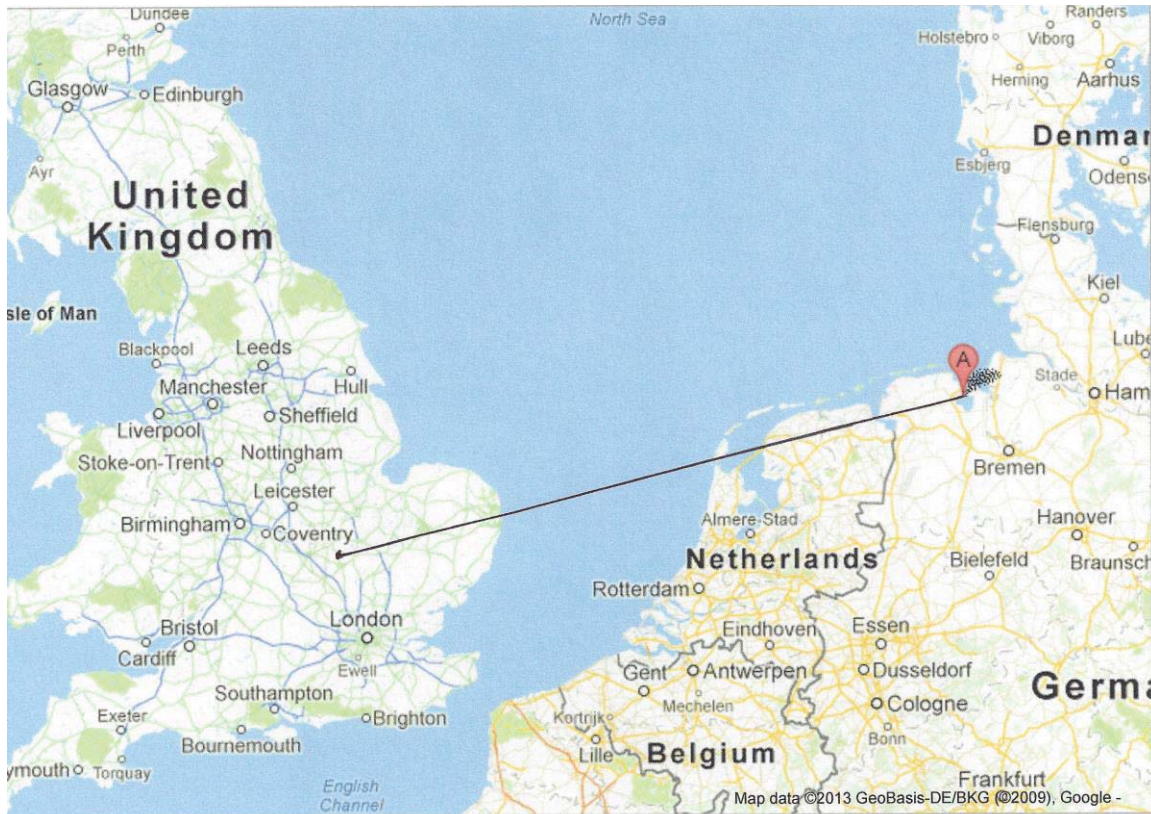 North Sea
Dundee
Perth
Glasgow
Edinburgh
Ayr
United
Kingdom
sle of Man
Blackpool
Leeds
Hull
Manchester
Liverpool
Sheffield
Stoke-on-Trent
Nottingham
Leicester
Birmingham
Coventry
London
Bristol
Cardiff
Ewell
Southampton
Exeter
Brighton
Bournemouth
ymouth
Torquay
English
Channel
Randers
Holstebro
Viborg
Herning
Aarhus
Denmar
Esbjerg
Odens
Flensburg
Kiel
Lube
A
Stade
Ham
Bremen
Almere-Stad
Hanover
Netherlands
Bielefeld
Braunsch
Rotterdam
Eindhoven
Essen
Gent
Antwerpen
Dusseldorf
Mechelen
Cologne
Germa
Kortrijk
Lille
Bonn
Belgium
Frankfurt
Map data ©2013 GeoBasis-DE/BKG (©2009), Google -